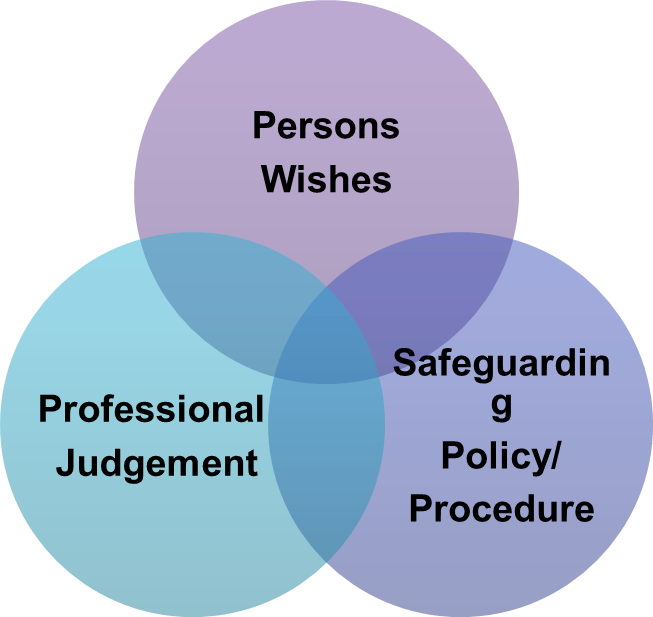 Persons
Wishes
Professional
Judgement
Safeguardin
g
Policy/
Procedure